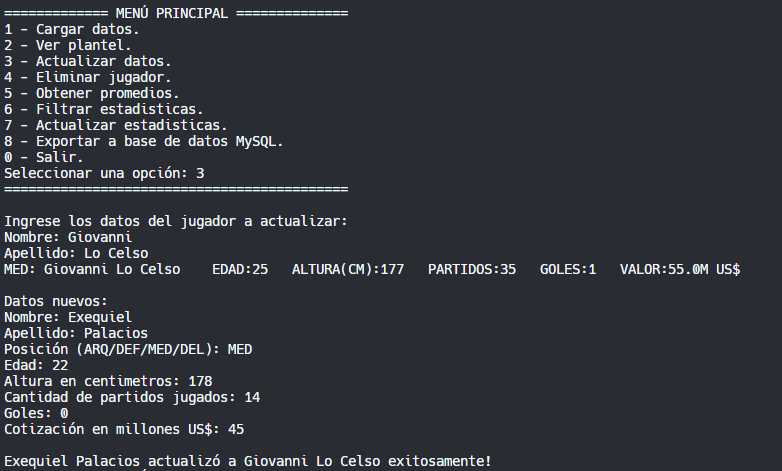 ============= MENÚ PRINCIPAL ==============
1 - Cargar datos.
2 - Ver plantel.
3 - Actualizar datos.
4 - Eliminar jugador.
5 - Obtener promedios.
6 - Filtrar estadisticas.
7 - Actualizar estadisticas.
8 - Exportar a base de datos MySQL.
0 - Salir.
Seleccionar una opción: 3
===========================================
Ingrese los datos del jugador a actualizar:
Nombre: Giovanni
Apellido: Lo Celso
MED: Giovanni Lo Celso    EDAD:25   ALTURA(CM):177   PARTIDOS:35   GOLES:1   VALOR:55.0M US$
Datos nuevos:
Nombre: Exequiel
Apellido: Palacios
Posición (ARQ/DEF/MED/DEL): MED
Edad: 22
Altura en centimetros: 178
Cantidad de partidos jugados: 14
Goles: 0
Cotización en millones US$: 45
Exequiel Palacios actualizó a Giovanni Lo Celso exitosamente!